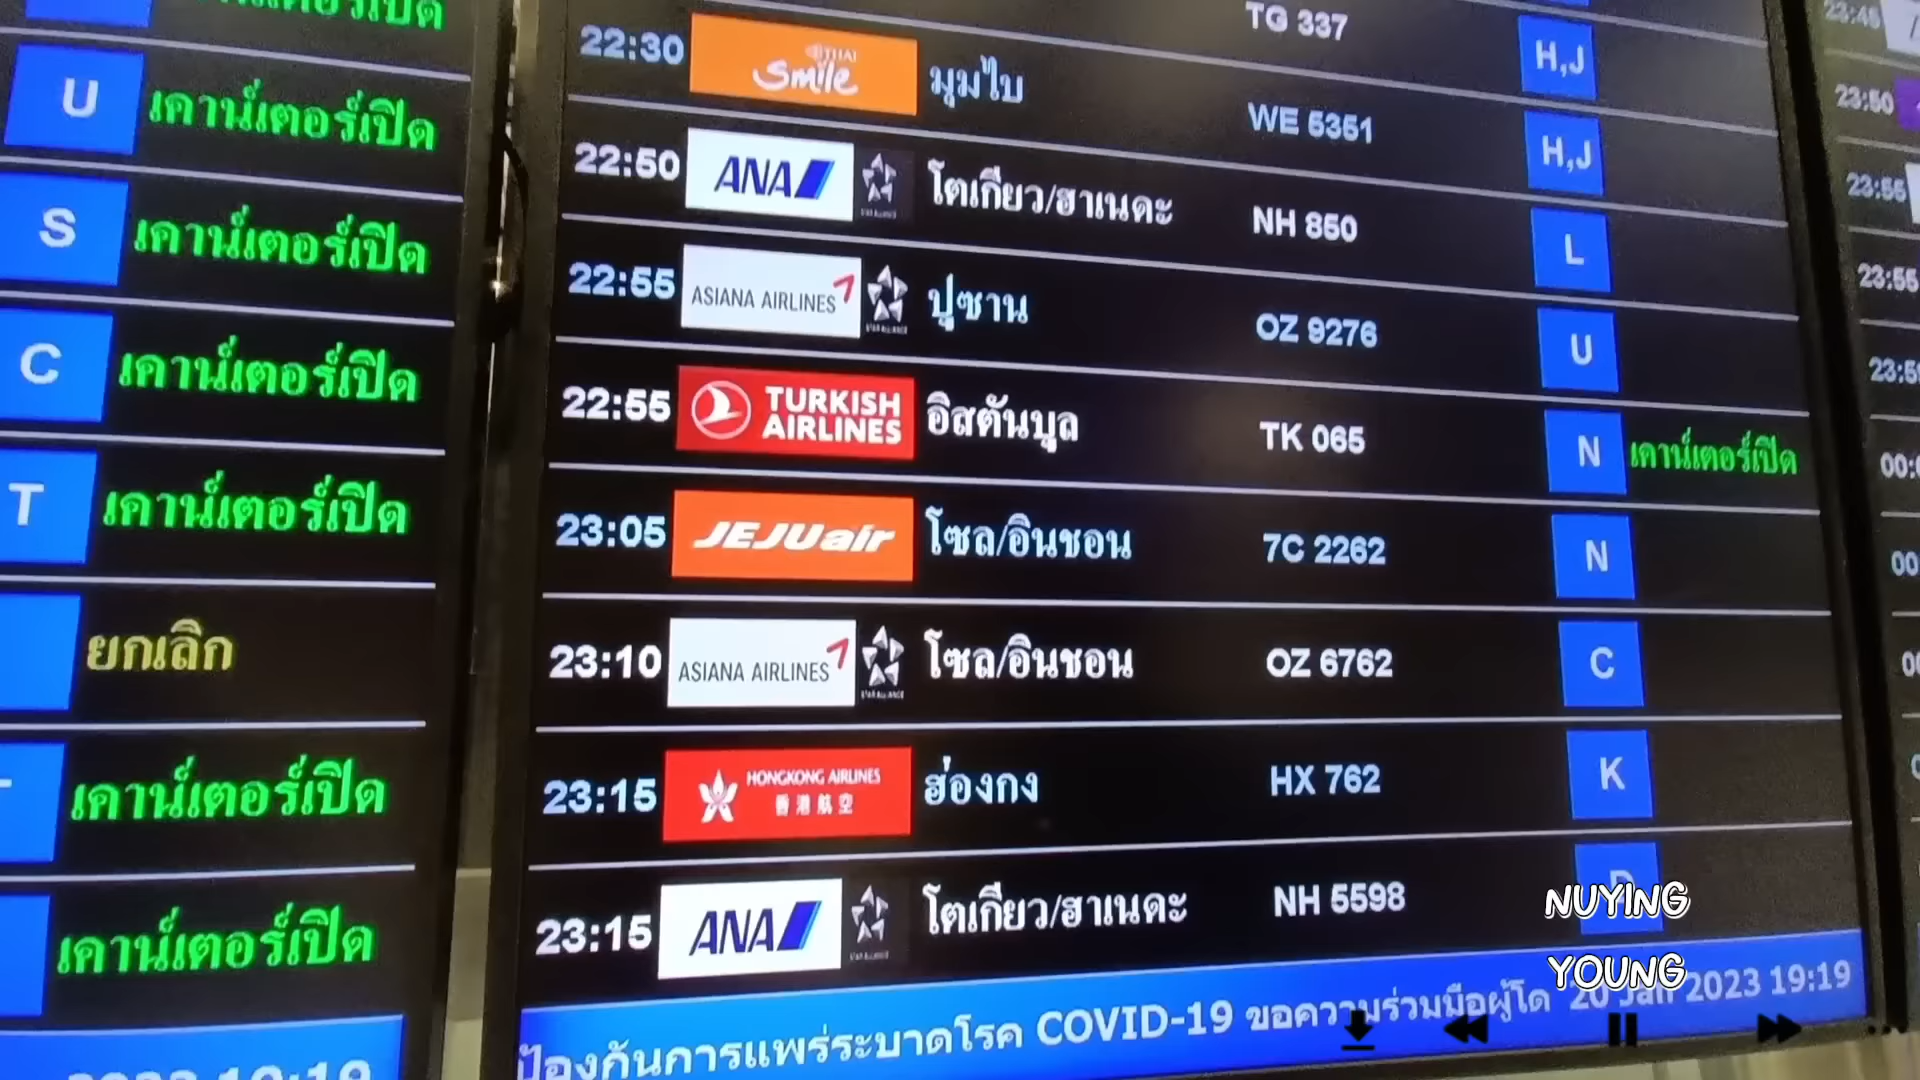 เคาน์เตอร์เปิด
U เคาน์เตอร์เปิด
S เคาน์เตอร์เปิด
C เคาน์เตอร์เปิด
T เคาน์เตอร์เปิด
ยกเลิก
เคาน์เตอร์เปิด
เคาน์เตอร์เปิด
TG 337 H,J
22:30 THAI Smile มุมไบ WE 5351 H,J
22:50 ANA STAR ALLIANCE โตเกียว/ฮาเนดะ NH 850 L
22:55 ASIANA AIRLINES STAR ALLIANCE ปูซาน OZ 9276 U
22:55 TURKISH AIRLINES อิสตันบูล TK 065 N เคาน์เตอร์เปิด
23:05 JEJUair โซล/อินชอน 7C 2262 N
23:10 ASIANA AIRLINES STAR ALLIANCE โซล/อินชอน OZ 6762 C
23:15 HONGKONG AIRLINES 香港航空 ฮ่องกง HX 762 K
23:15 ANA STAR ALLIANCE โตเกียว/ฮาเนดะ NH 5598
ป้องกันการแพร่ระบาดโรค COVID-19 ขอความร่วมมือผู้โด 20 Jan 2023 19:19
23:45
23:50
23:55
23:55
NUYING
YOUNG